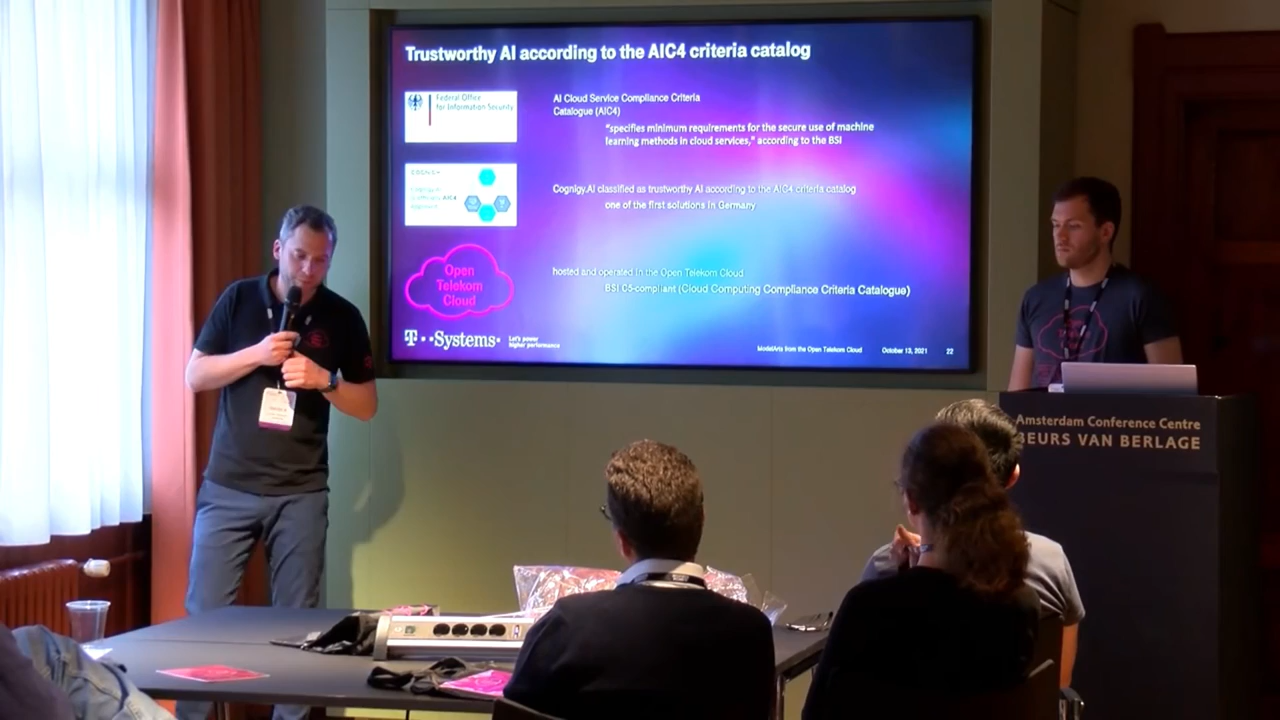 Trustworthy AI according to the AIC4 criteria catalog
Federal Office
for Information Security
AI Cloud Service Compliance Criteria
Catalogue (AIC4)
"specifies minimum requirements for the secure use of machine
learning methods in cloud services," according to the BSI
COGNIGY
Cognigy.AI classified as trustworthy AI according to the AIC4 criteria catalog
one of the first solutions in Germany
Open
Telekom
Cloud
hosted and operated in the Open Telekom Cloud
BSI C5-compliant (Cloud Computing Compliance Criteria Catalogue)
T Systems
Let's power
higher performance
ModelArts from the Open Telekom Cloud October 13, 2021 22
Amsterdam Conference Centre
BEURS VAN BERLAGE